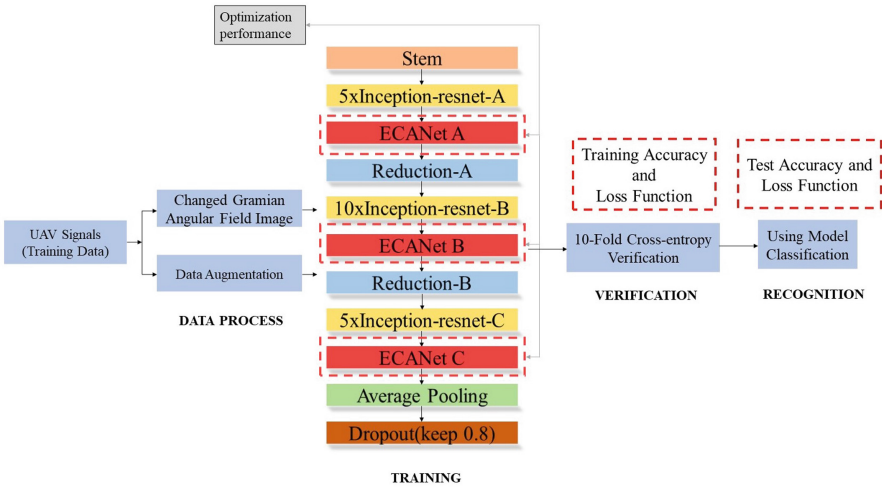 Optimization
performance
Stem
5xInception-resnet-A
ECANet A
Reduction-A
10xInception-resnet-B
ECANet B
Reduction-B
5xInception-resnet-C
ECANet C
Average Pooling
Dropout(keep 0.8)
TRAINING
UAV Signals
(Training Data)
Changed Gramian
Angular Field Image
Data Augmentation
DATA PROCESS
Training Accuracy
and
Loss Function
10-Fold Cross-entropy
Verification
VERIFICATION
Test Accuracy and
Loss Function
Using Model
Classification
RECOGNITION